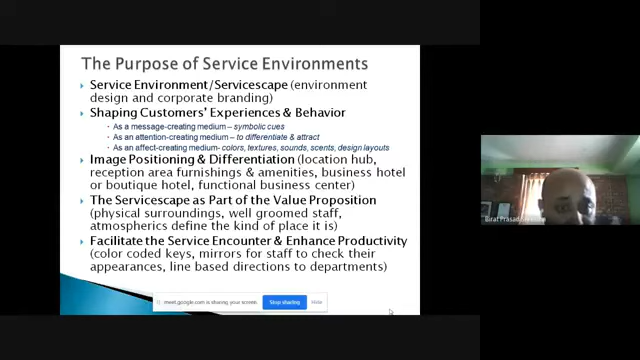 The Purpose of Service Environments
Service Environment/Servicescape (environment
design and corporate branding)
Shaping Customers' Experiences & Behavior
As a message-creating medium – symbolic cues
As an attention-creating medium – to differentiate & attract
As an affect-creating medium- colors, textures, sounds, scents, design layouts
Image Positioning & Differentiation (location hub,
reception area furnishings & amenities, business hotel
or boutique hotel, functional business center)
The Servicescape as Part of the Value Proposition
(physical surroundings, well groomed staff,
atmospherics define the kind of place it is)
Facilitate the Service Encounter & Enhance Productivity
(color coded keys, mirrors for staff to check their
appearances, line based directions to departments)
meet.google.com is sharing your screen.
Stop sharing
Hide
Birat Prasad